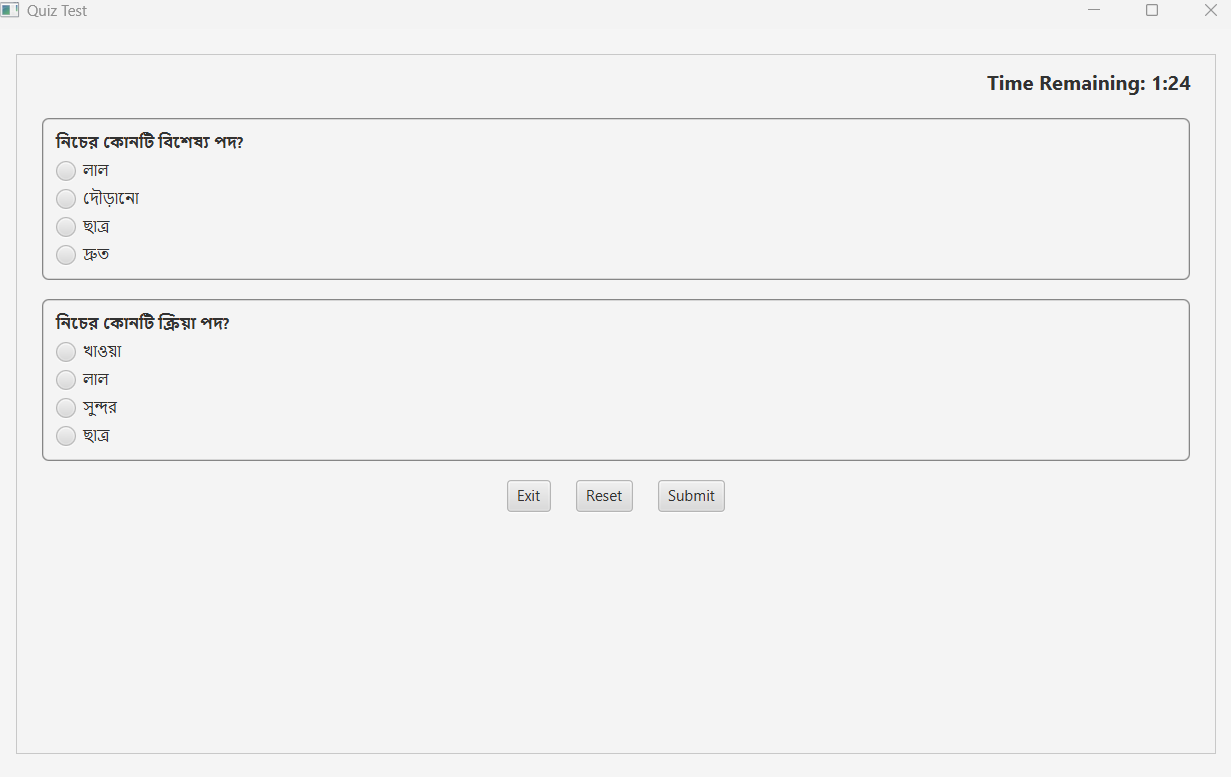 Quiz Test
Time Remaining: 1:24
নিচের কোনটি বিশেষ্য পদ?
লাল
দৌড়ানো
ছাত্র
দ্রুত
নিচের কোনটি ক্রিয়া পদ?
খাওয়া
লাল
সুন্দর
ছাত্র
Exit Reset Submit